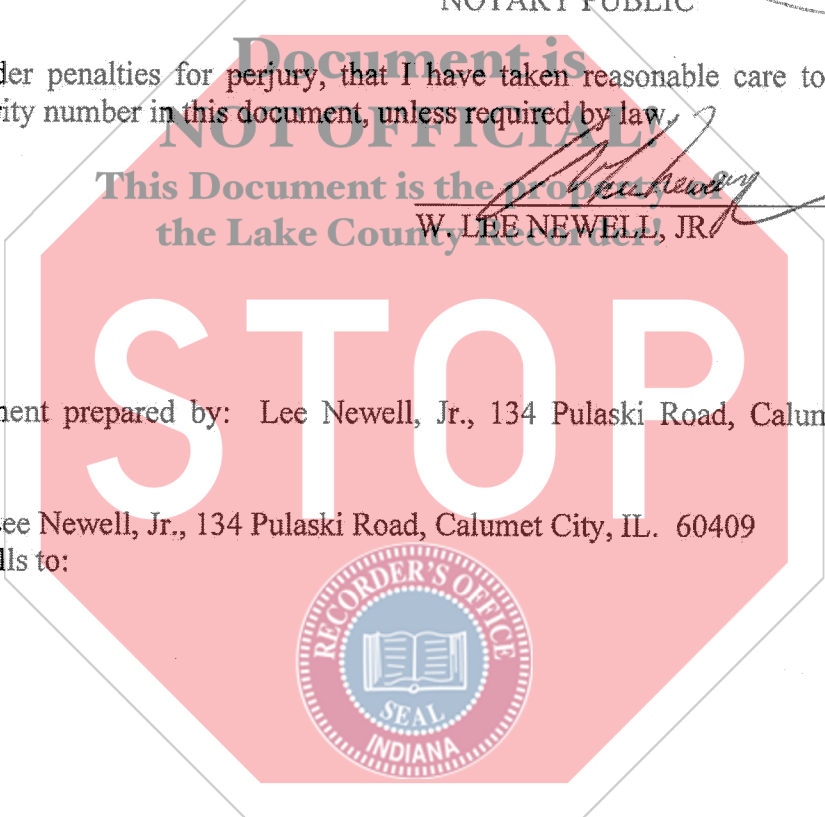 NOTARY PUBLIC
Document is
der penalties for perjury, that I have taken reasonable care to
rity number in this document, unless required by law.
NOT OFFICIAL!
This Document is the property of
W. LEE NEWELL, JR.
the Lake County Recorder!
STOP
ment prepared by: Lee Newell, Jr., 134 Pulaski Road, Calum
ee Newell, Jr., 134 Pulaski Road, Calumet City, IL. 60409
lls to:
RECORDER'S OFFICE
SEAL
INDIANA